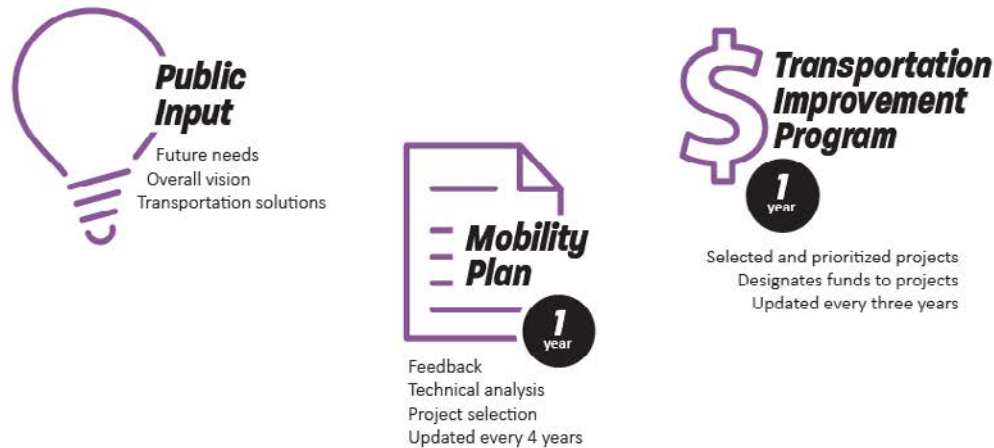 Public
Input
Future needs
Overall vision
Transportation solutions
Mobility
Plan
1
year
Feedback
Technical analysis
Project selection
Updated every 4 years
$
Transportation
Improvement
Program
1
year
Selected and prioritized projects
Designates funds to projects
Updated every three years